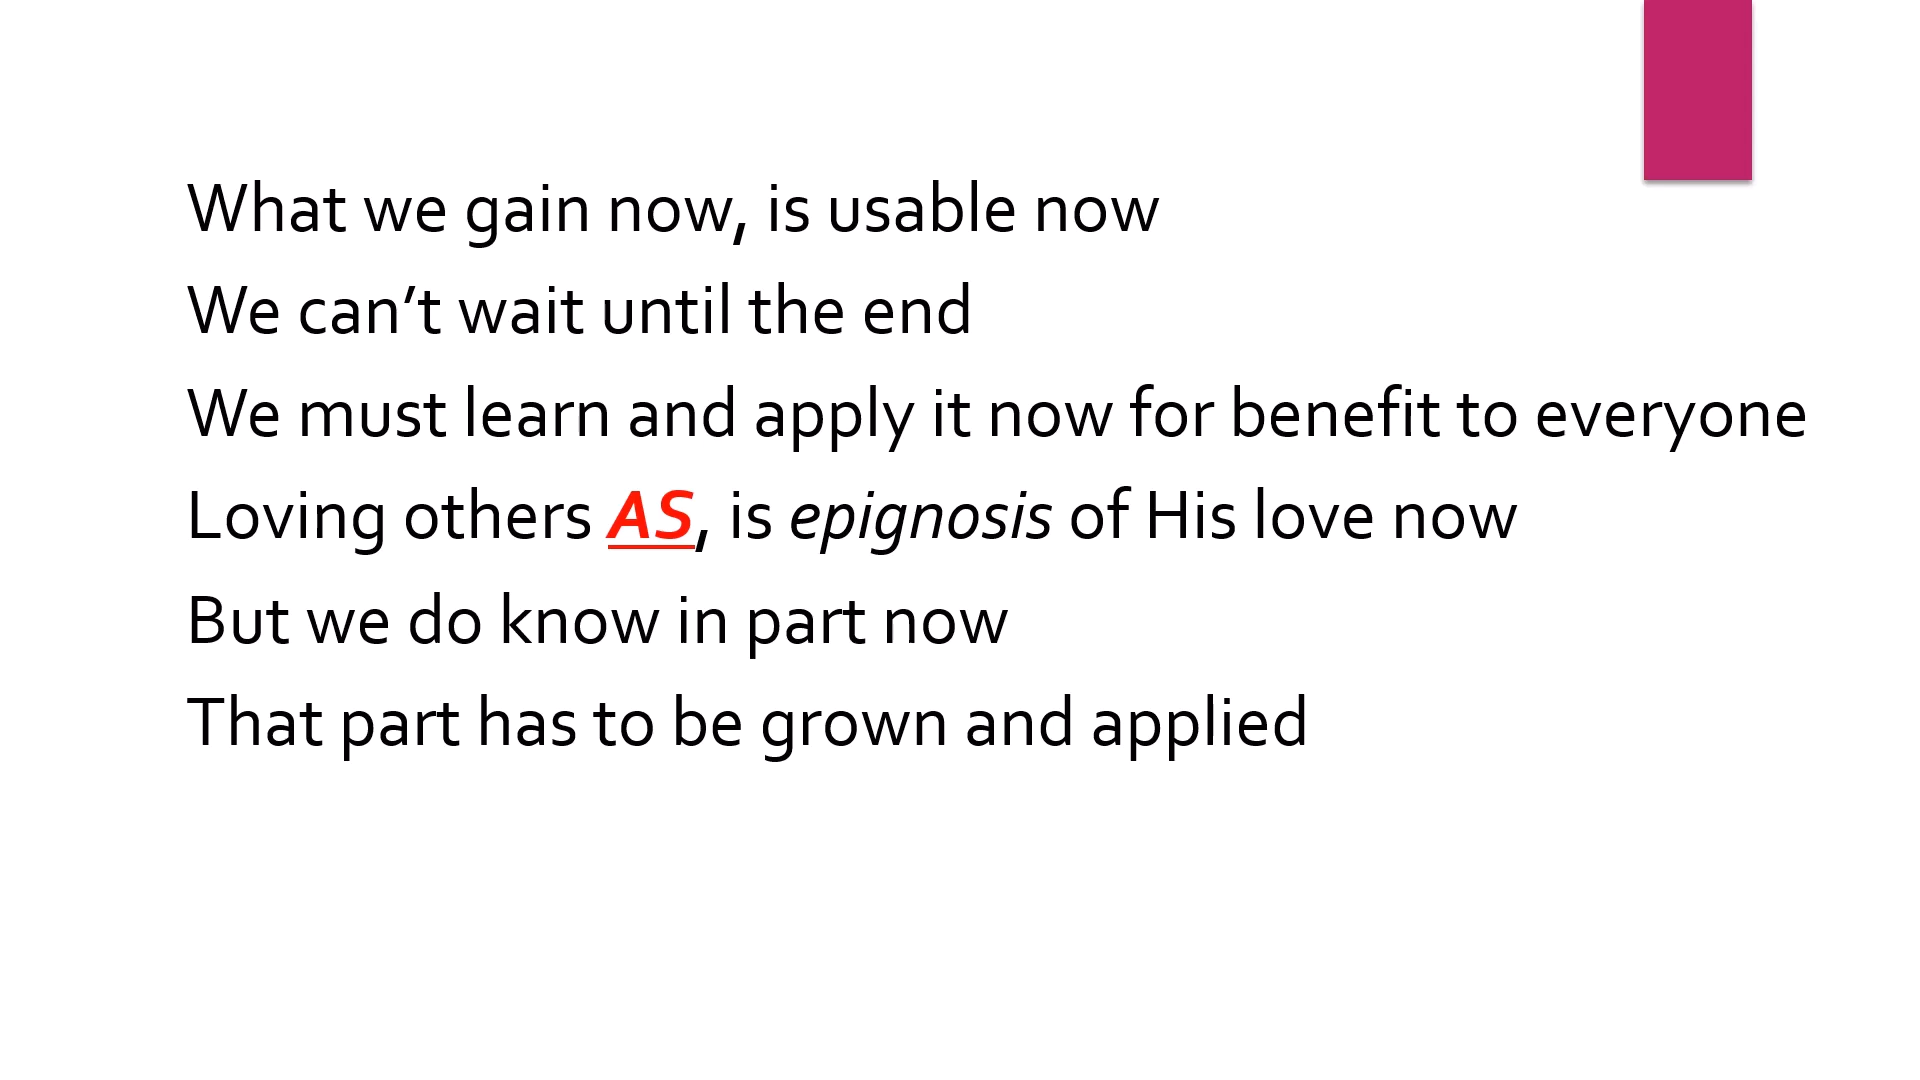 What we gain now, is usable now
We can’t wait until the end
We must learn and apply it now for benefit to everyone
Loving others AS, is epignosis of His love now
But we do know in part now
That part has to be grown and applied